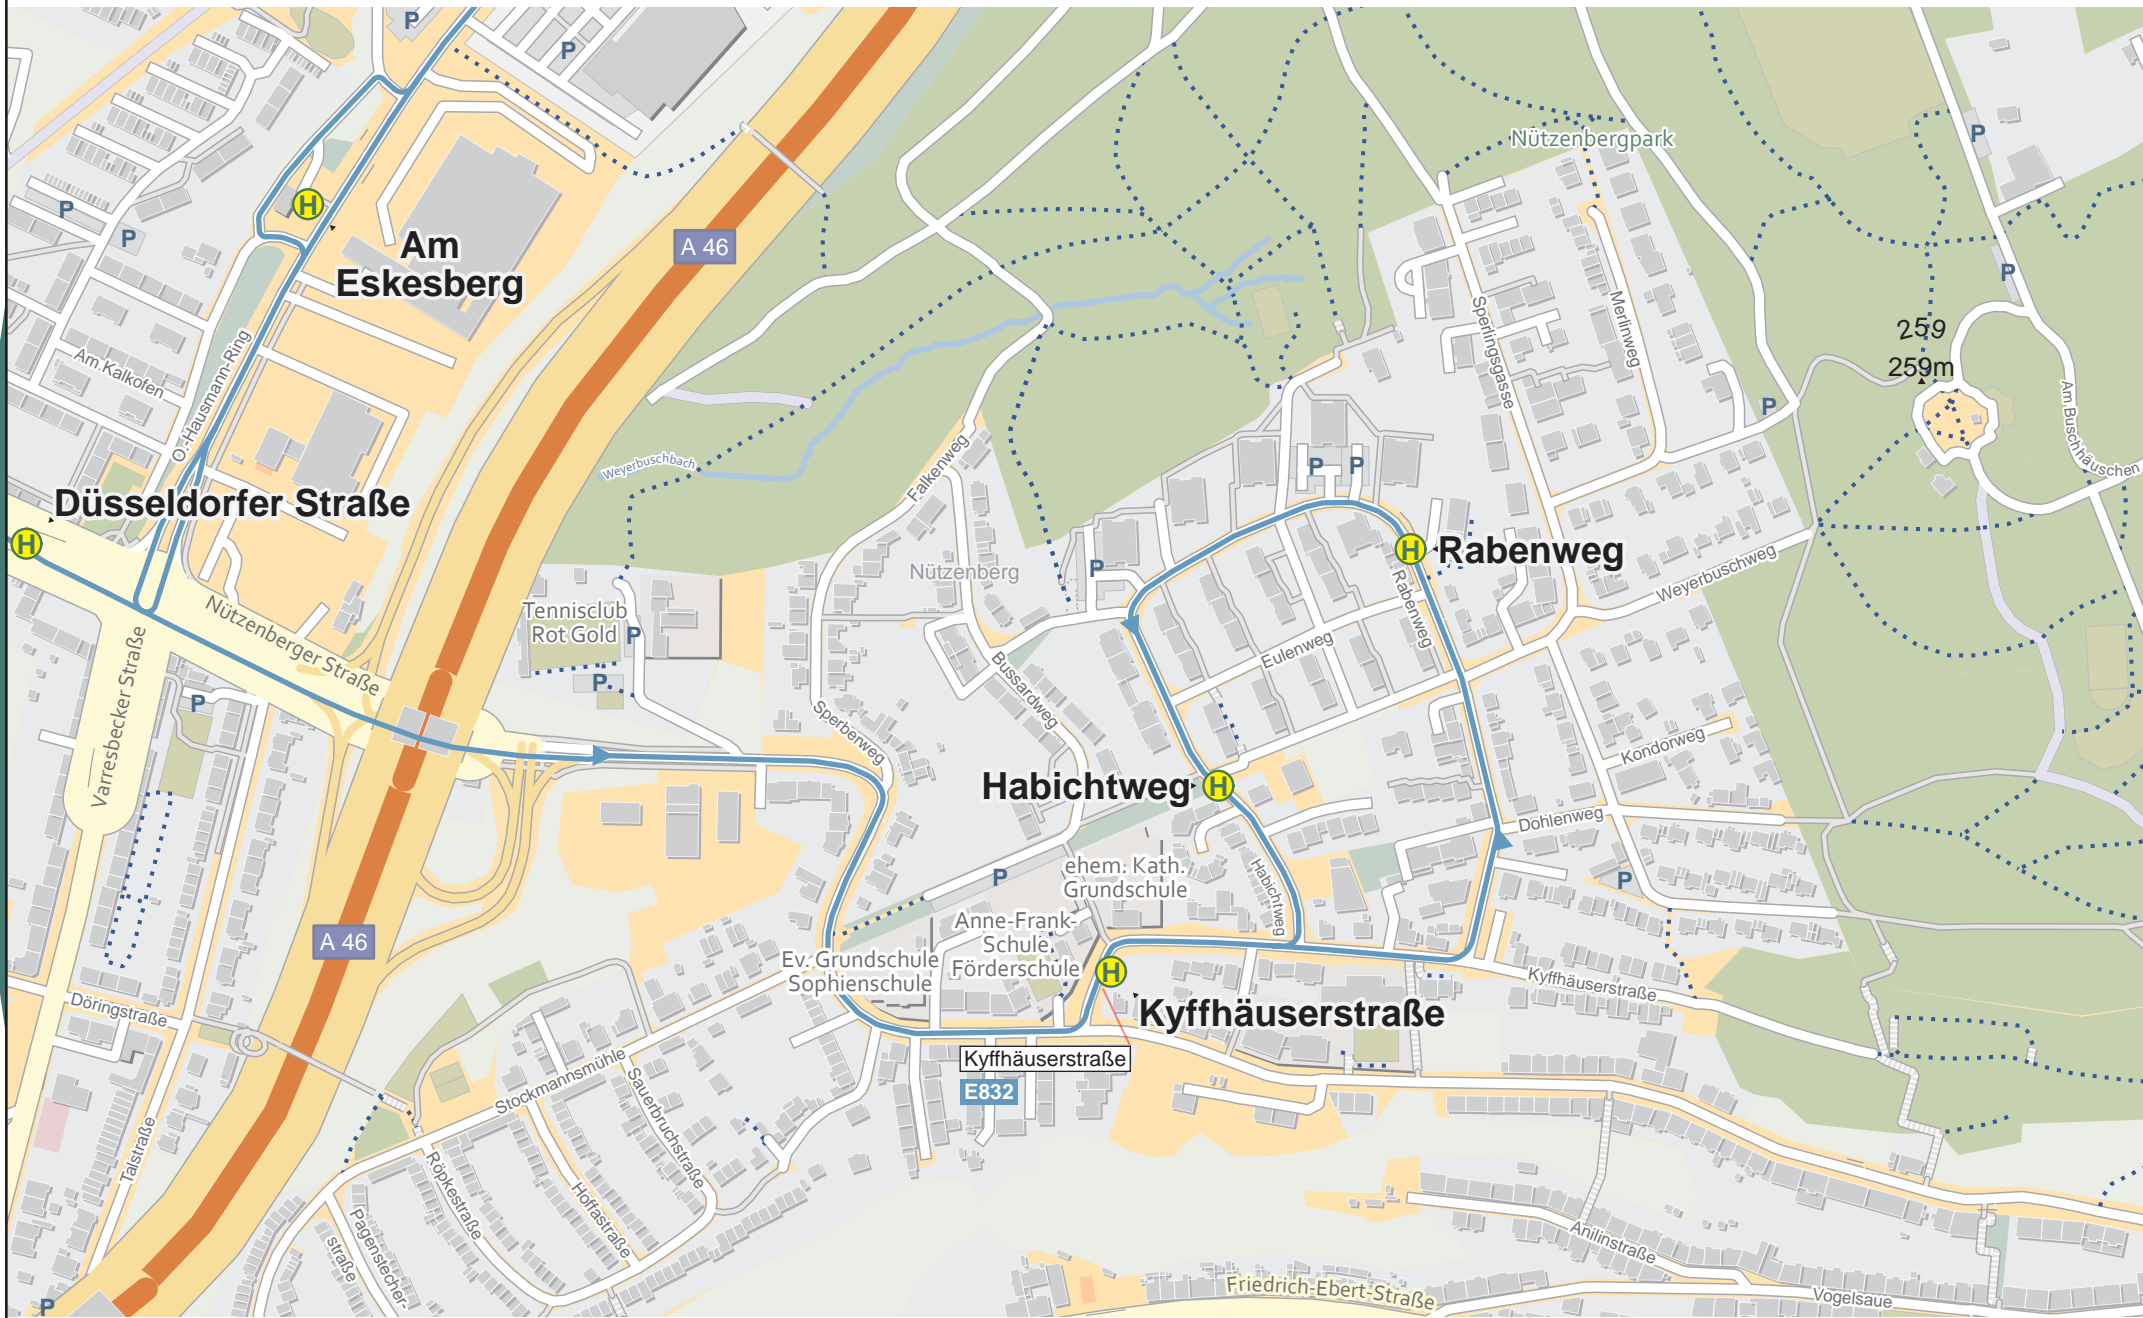 P
P
P
Nützenbergpark
P
P
H
Am
Eskesberg
A 46
P
P
Merlinweg
Sperlingsgasse
259
259m
Am Kalkofen
O.-Hausmann-Ring
Am Buschhäuschen
P
Falkenweg
Weyerbuschbach
P
P
Düsseldorfer Straße
H
H
Rabenweg
Nützenberg
P
Rabenweg
Weyerbuschweg
Nützenberger Straße
Tennisclub
Rot Gold
P
P
Eulenweg
Bussardweg
Varresbecker Straße
P
Sperberweg
Kondorweg
Habichtweg
H
Dohlenweg
ehem. Kath.
Grundschule
P
P
Habichtweg
Anne-Frank-
Schule
Förderschule
A 46
Ev. Grundschule
Sophienschule
H
Kyffhäuserstraße
Kyffhäuserstraße
Döringstraße
Kyffhäuserstraße
E832
Stockmannsmühle
Sauerbruchstraße
Talstraße
Röpkestraße
Hoffastraße
Pagenstecher-
straße
Anilinstraße
Friedrich-Ebert-Straße
Vogelsaue
P